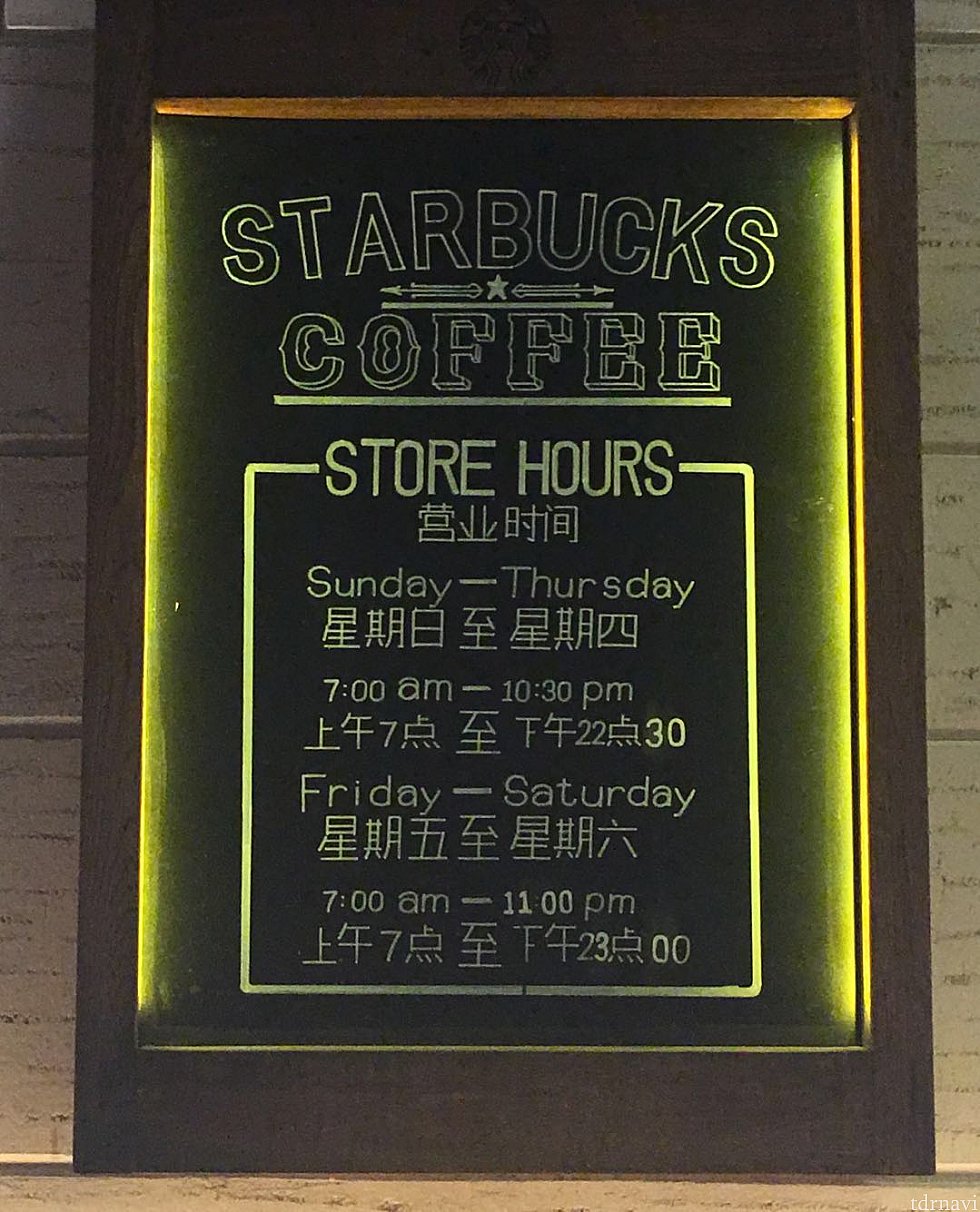 STARBUCKS
COFFEE
STORE HOURS
营业时间
Sunday — Thursday
星期日 至 星期四
7:00 am — 10:30 pm
上午7点 至 下午22点30
Friday — Saturday
星期五至星期六
7:00 am — 11:00 pm
上午7点 至 下午23点00
tdrnavi